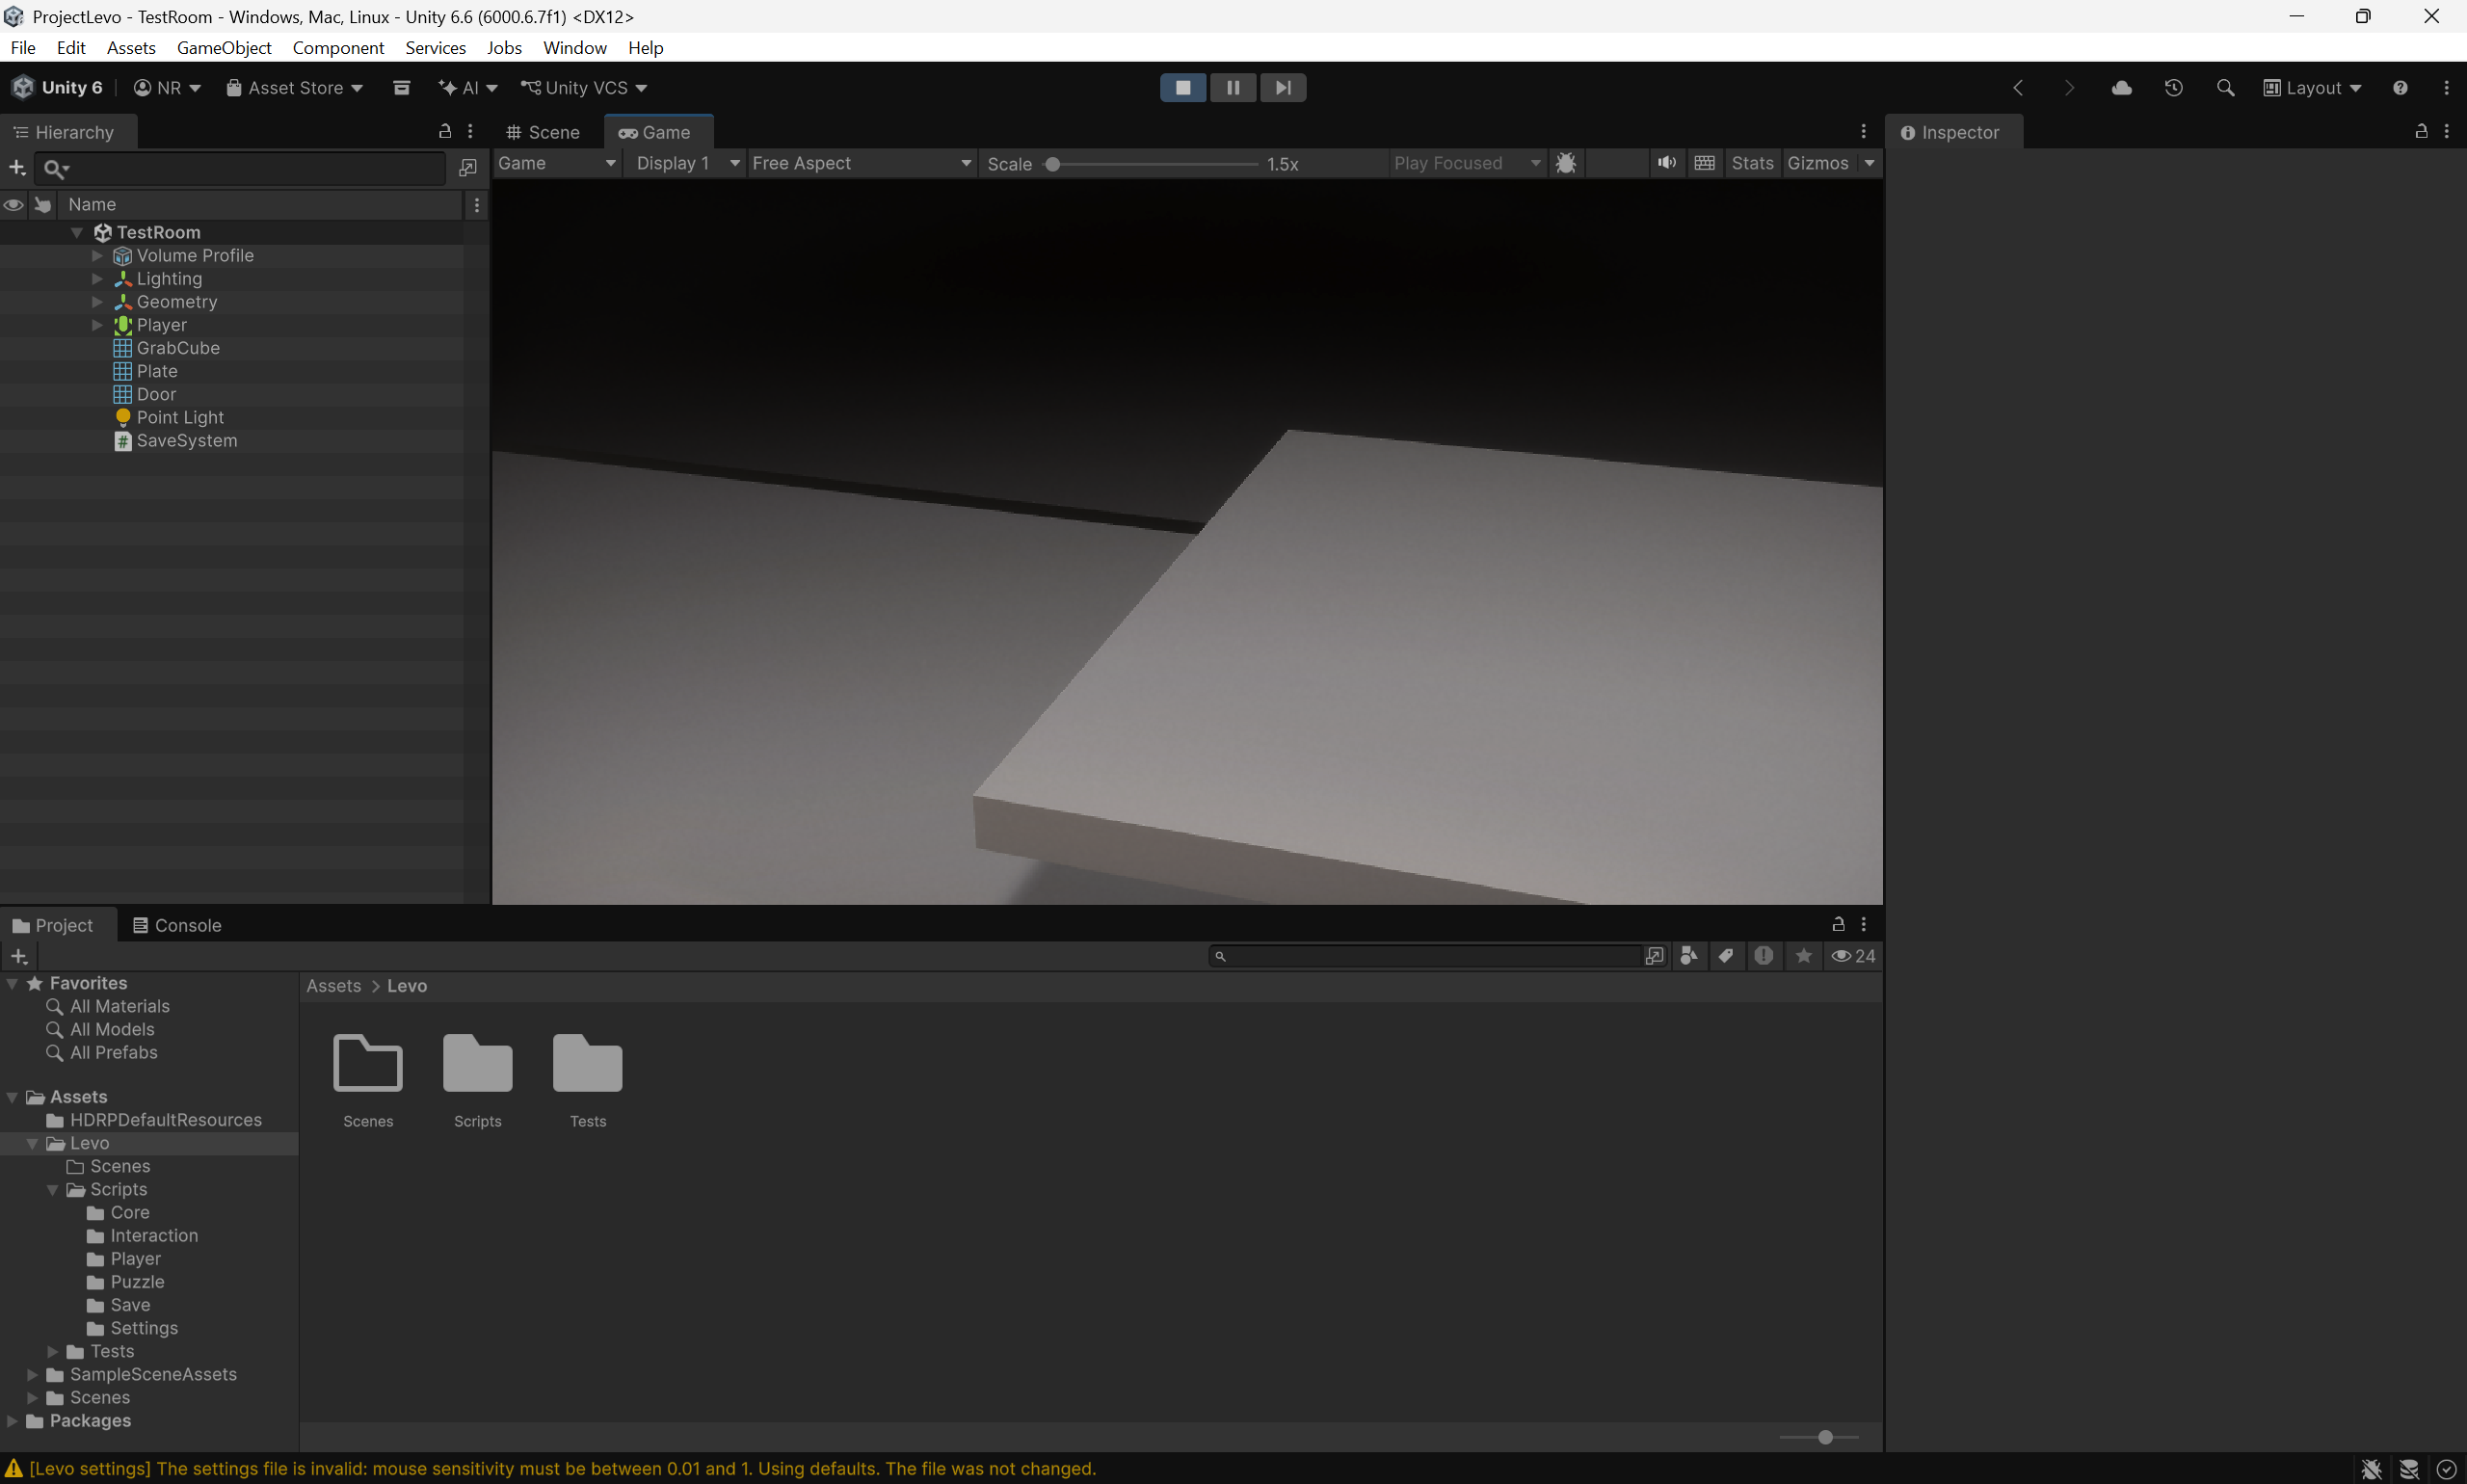 ProjectLevo - TestRoom - Windows, Mac, Linux - Unity 6.6 (6000.6.7f1) <DX12>
File Edit Assets GameObject Component Services Jobs Window Help
Unity 6 NR Asset Store AI Unity VCS Layout
Hierarchy
Scene Game
Inspector
Game Display 1 Free Aspect Scale 1.5x Play Focused Stats Gizmos
Name
TestRoom
Volume Profile
Lighting
Geometry
Player
GrabCube
Plate
Door
Point Light
SaveSystem
Project Console
24
Favorites
All Materials
All Models
All Prefabs
Assets
HDRPDefaultResources
Levo
Scenes
Scripts
Core
Interaction
Player
Puzzle
Save
Settings
Tests
SampleSceneAssets
Scenes
Packages
Assets > Levo
Scenes Scripts Tests
[Levo settings] The settings file is invalid: mouse sensitivity must be between 0.01 and 1. Using defaults. The file was not changed.